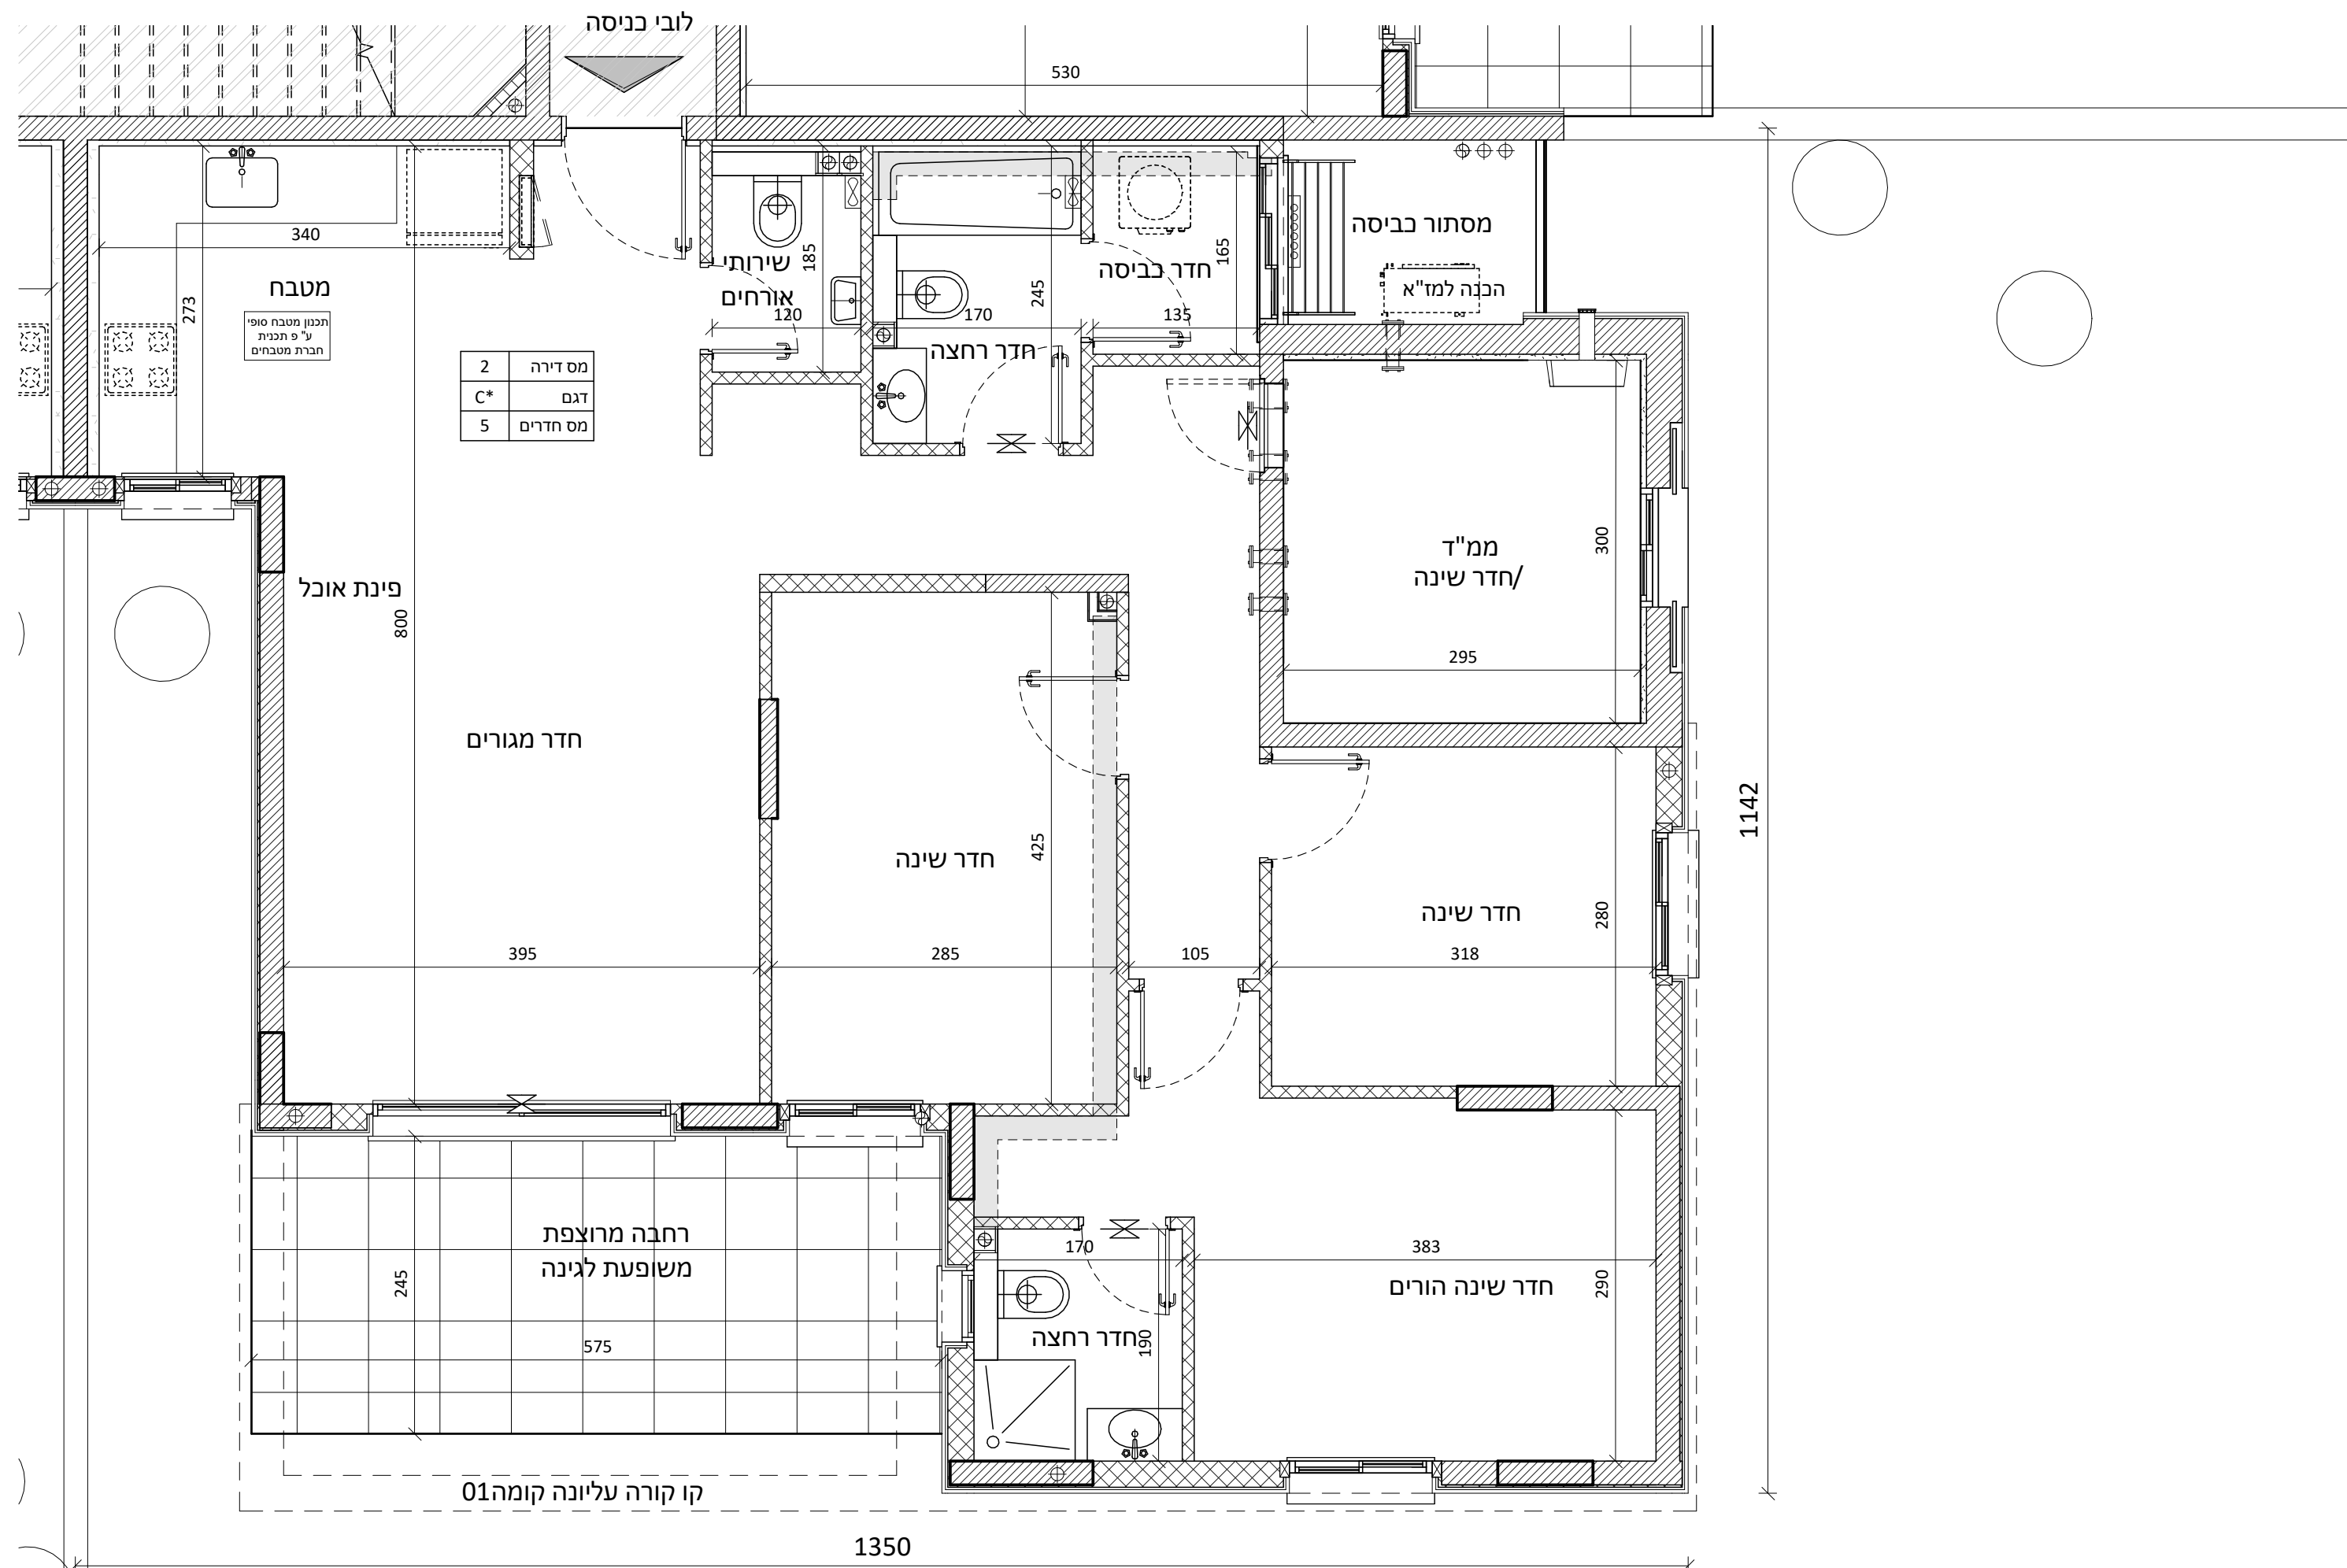 לובי כניסה
530
340
מטבח
תכנון מטבח סופי
ע"פ תכנית
חברת מטבחים
273
מס דירה 2
דגם C*
מס חדרים 5
שירותי
אורחים
185
120
245
170
חדר רחצה
חדר כביסה
165
135
מסתור כביסה
הכנה למז"א
פינת אוכל
800
חדר מגורים
395
חדר שינה
425
285
105
ממ"ד
/חדר שינה
300
295
חדר שינה
280
318
1142
רחבה מרוצפת
משופעת לגינה
245
575
170
חדר רחצה
190
383
חדר שינה הורים
290
קו קורה עליונה קומה01
1350